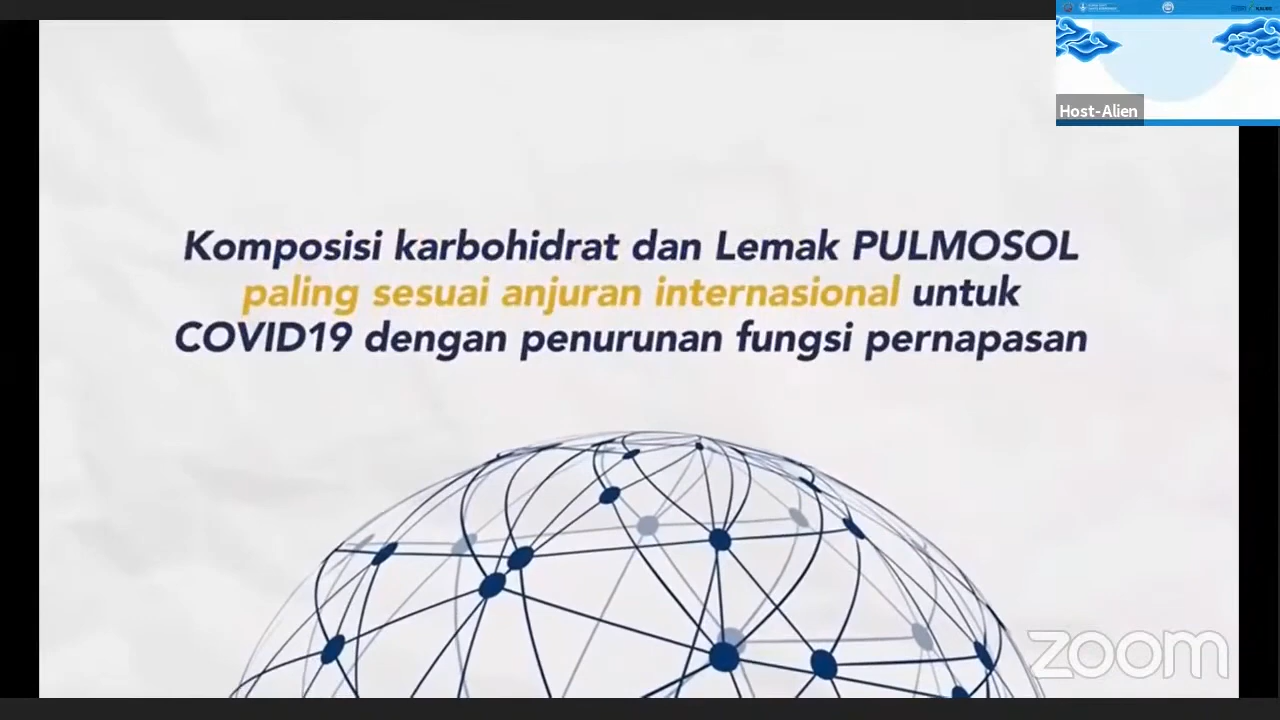 Host-Alien
Komposisi karbohidrat dan Lemak PULMOSOL
paling sesuai anjuran internasional untuk
COVID19 dengan penurunan fungsi pernapasan
zoom